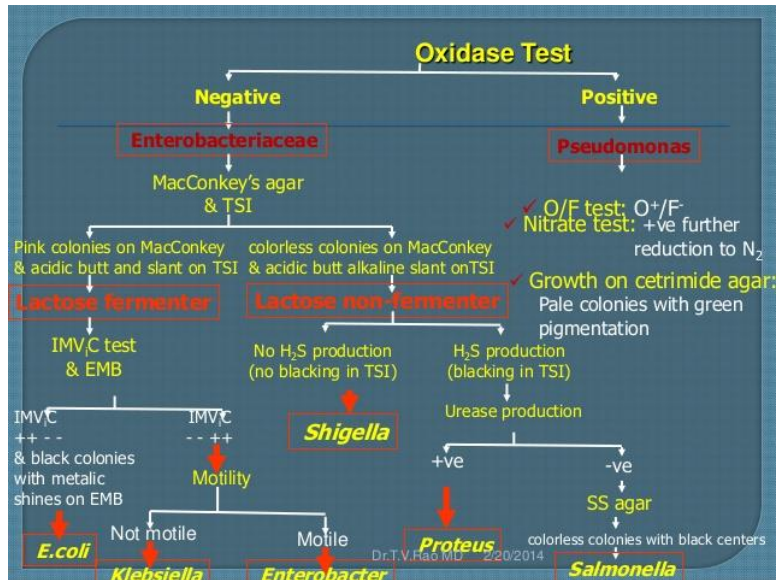 Oxidase Test
Negative
Positive
Enterobacteriaceae
Pseudomonas
MacConkey's agar
& TSI
O/F test: O⁺/F⁻
Nitrate test: +ve further
reduction to N₂
Growth on cetrimide agar:
Pale colonies with green
pigmentation
Pink colonies on MacConkey
& acidic butt and slant on TSI
colorless colonies on MacConkey
& acidic butt alkaline slant onTSI
Lactose fermenter
Lactose non-fermenter
IMVᵢC test
& EMB
No H₂S production
(no blacking in TSI)
H₂S production
(blacking in TSI)
Shigella
Urease production
IMVᵢC
++ - -
& black colonies
with metalic
shines on EMB
IMVᵢC
- - ++
Motility
+ve
-ve
SS agar
Not motile
Motile
colorless colonies with black centers
E.coli
Klebsiella
Enterobacter
Proteus
Salmonella
Dr.T.V.Rao MD
2/20/2014